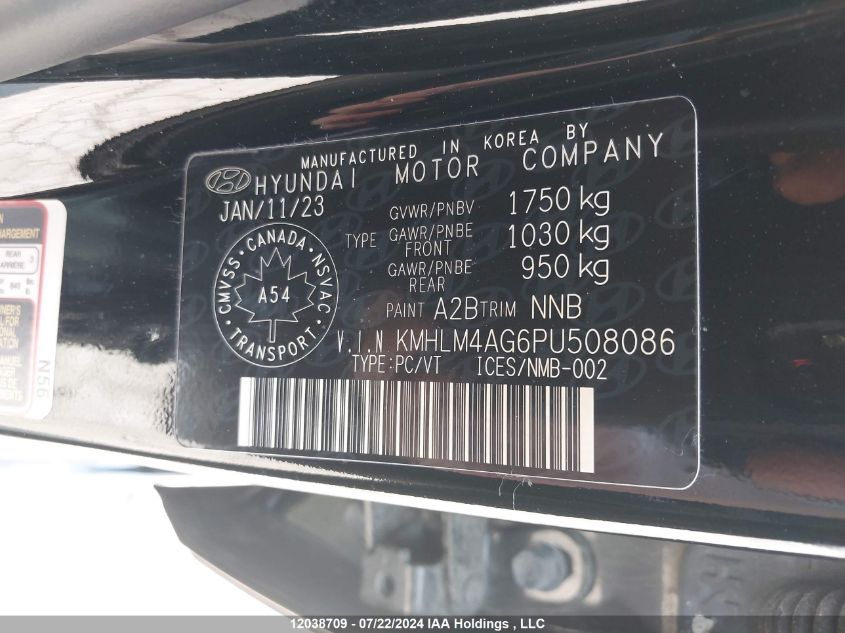 MANUFACTURED IN KOREA BY
HYUNDAI MOTOR COMPANY
JAN/11/23
GVWR/PNBV 1750 kg
TYPE GAWR/PNBE FRONT 1030 kg
GAWR/PNBE REAR 950 kg
CMVSS · CANADA · NSVAC
A54
TRANSPORT
PAINT A2B TRIM NNB
V.I.N KMHLM4AG6PU508086
TYPE:PC/VT ICES/NMB-002
REAR
N56
12038709 - 07/22/2024 IAA Holdings , LLC